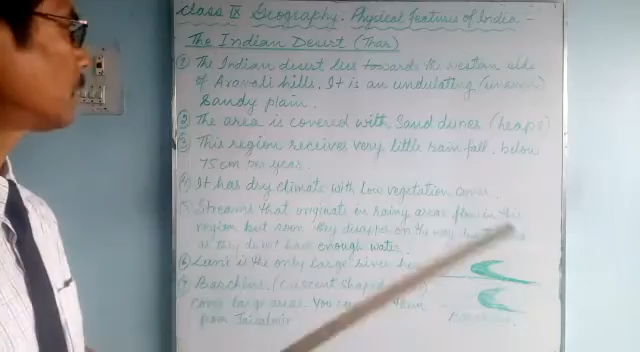 Class IX Geography. Physical Features of India -
The Indian Desert (Thar)
① The Indian desert lies towards the western side
of Aravali hills. It is an undulating (uneven)
Sandy plain.
② The area is covered with Sand dunes (heaps)
③ This region receives very little rain fall. below
75cm per year.
④ It has dry climate with low vegetation cover.
⑤ Streams that originate in rainy areas flow in this
region but soon they disappear on the way
as they do not have enough water.
⑥ Luni is the only large river
⑦ Barchans, (Crescent shaped
cover large area. You
from Jaisalmir